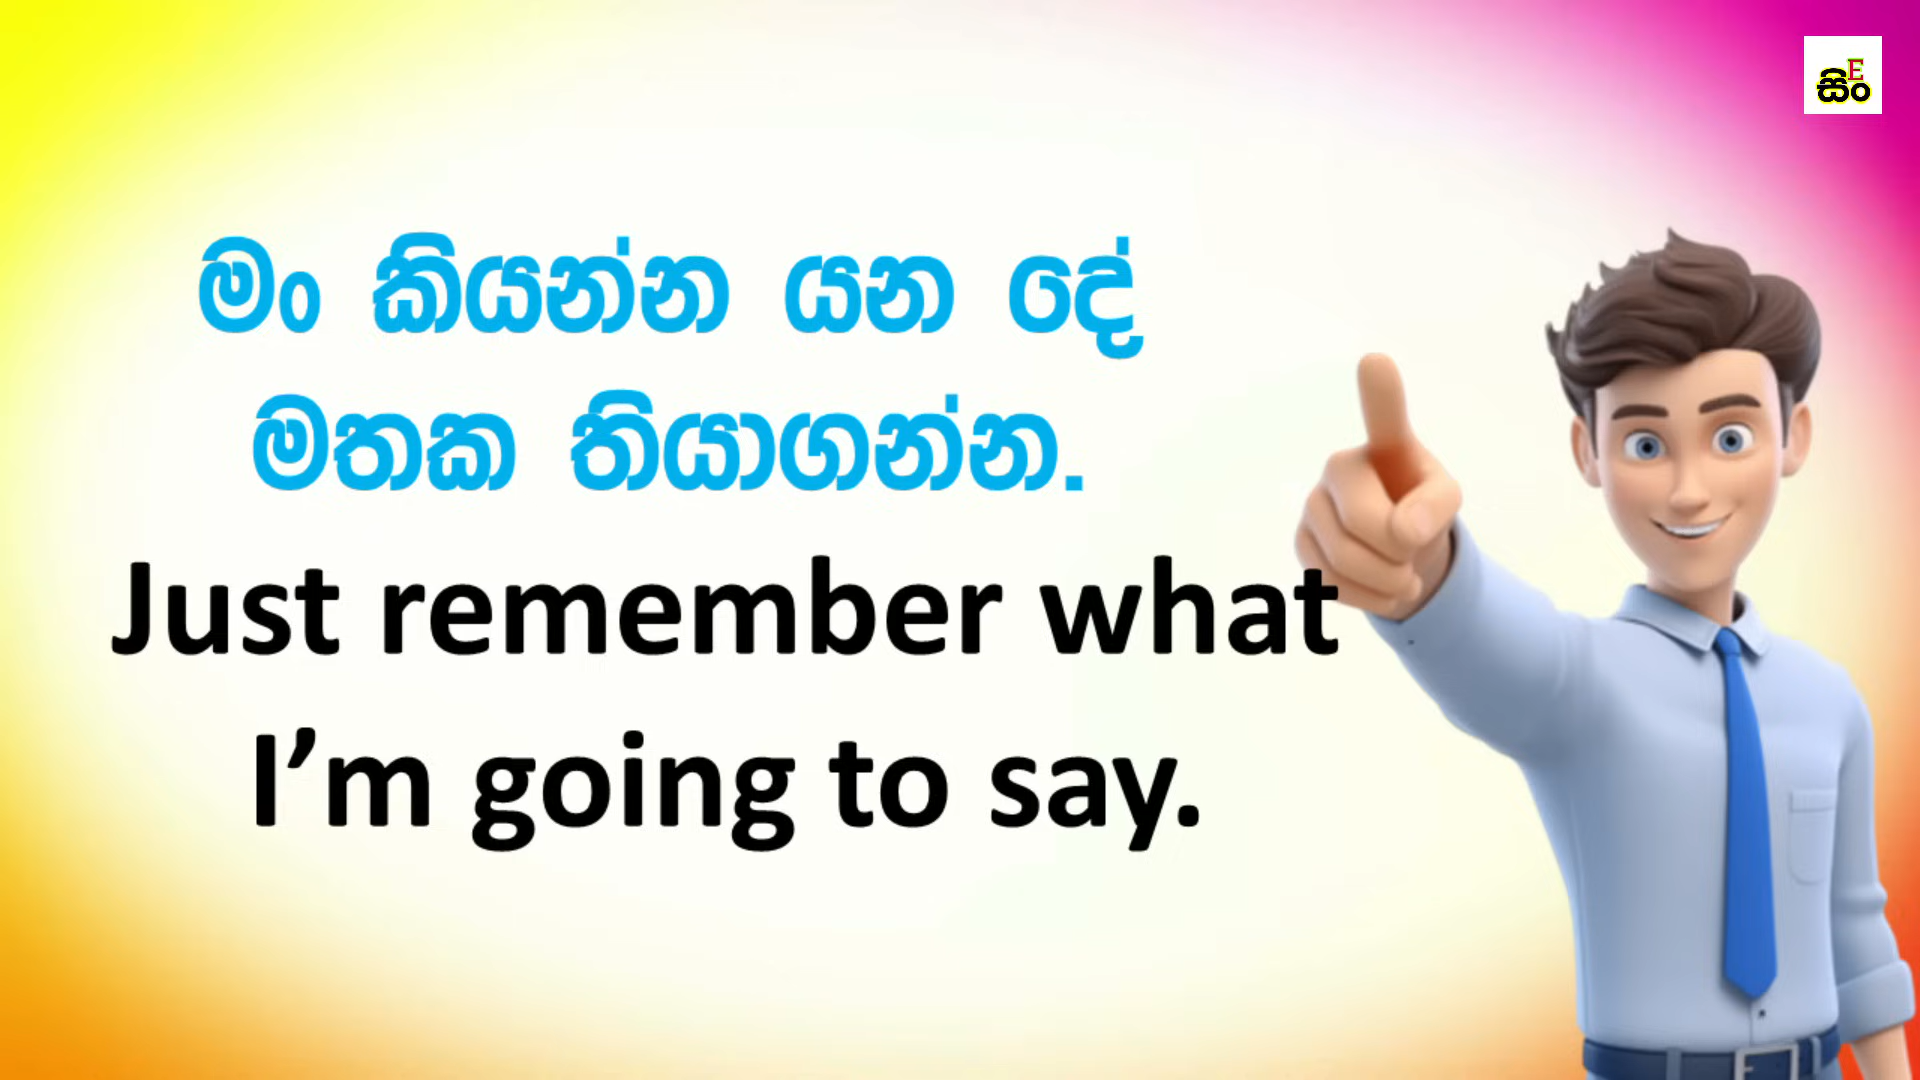 E
සිං
මං කියන්න යන දේ
මතක තියාගන්න.
Just remember what
I’m going to say.